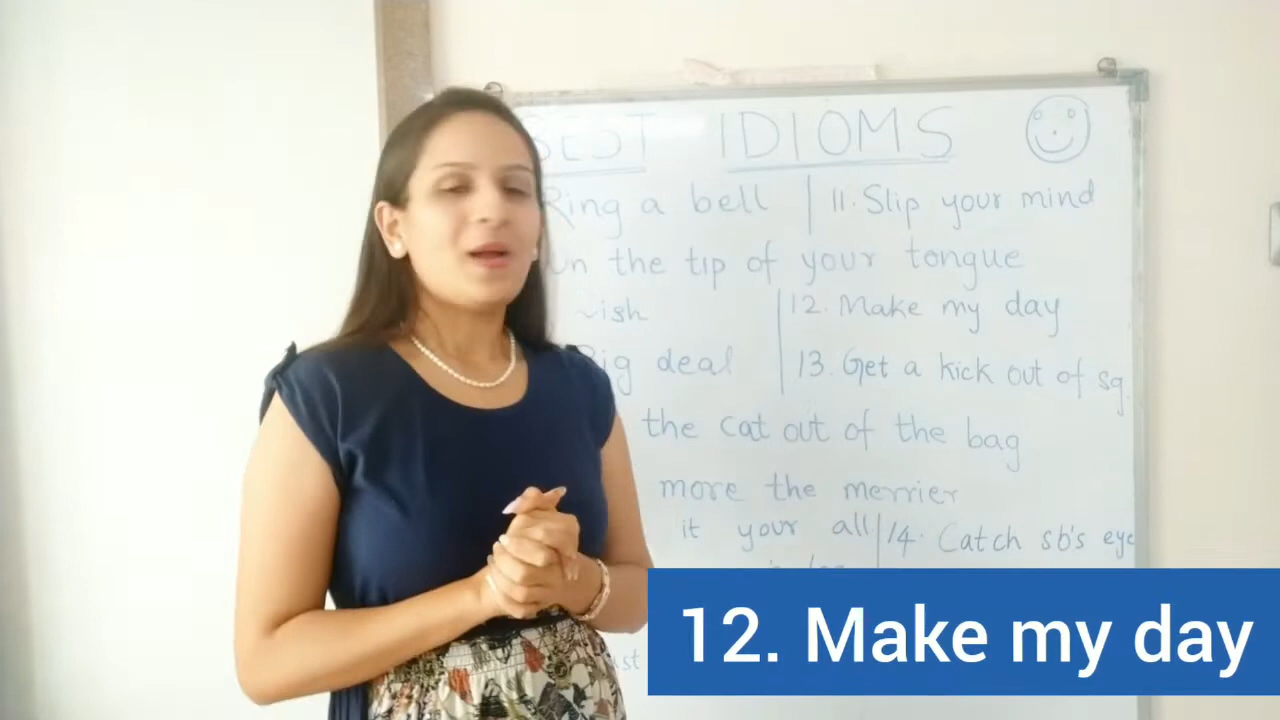 BEST IDIOMS
Ring a bell | 11. Slip your mind
On the tip of your tongue
12. Make my day
Big deal | 13. Get a kick out of sg
the cat out of the bag
more the merrier
it your all | 14. Catch sb's eye
12. Make my day